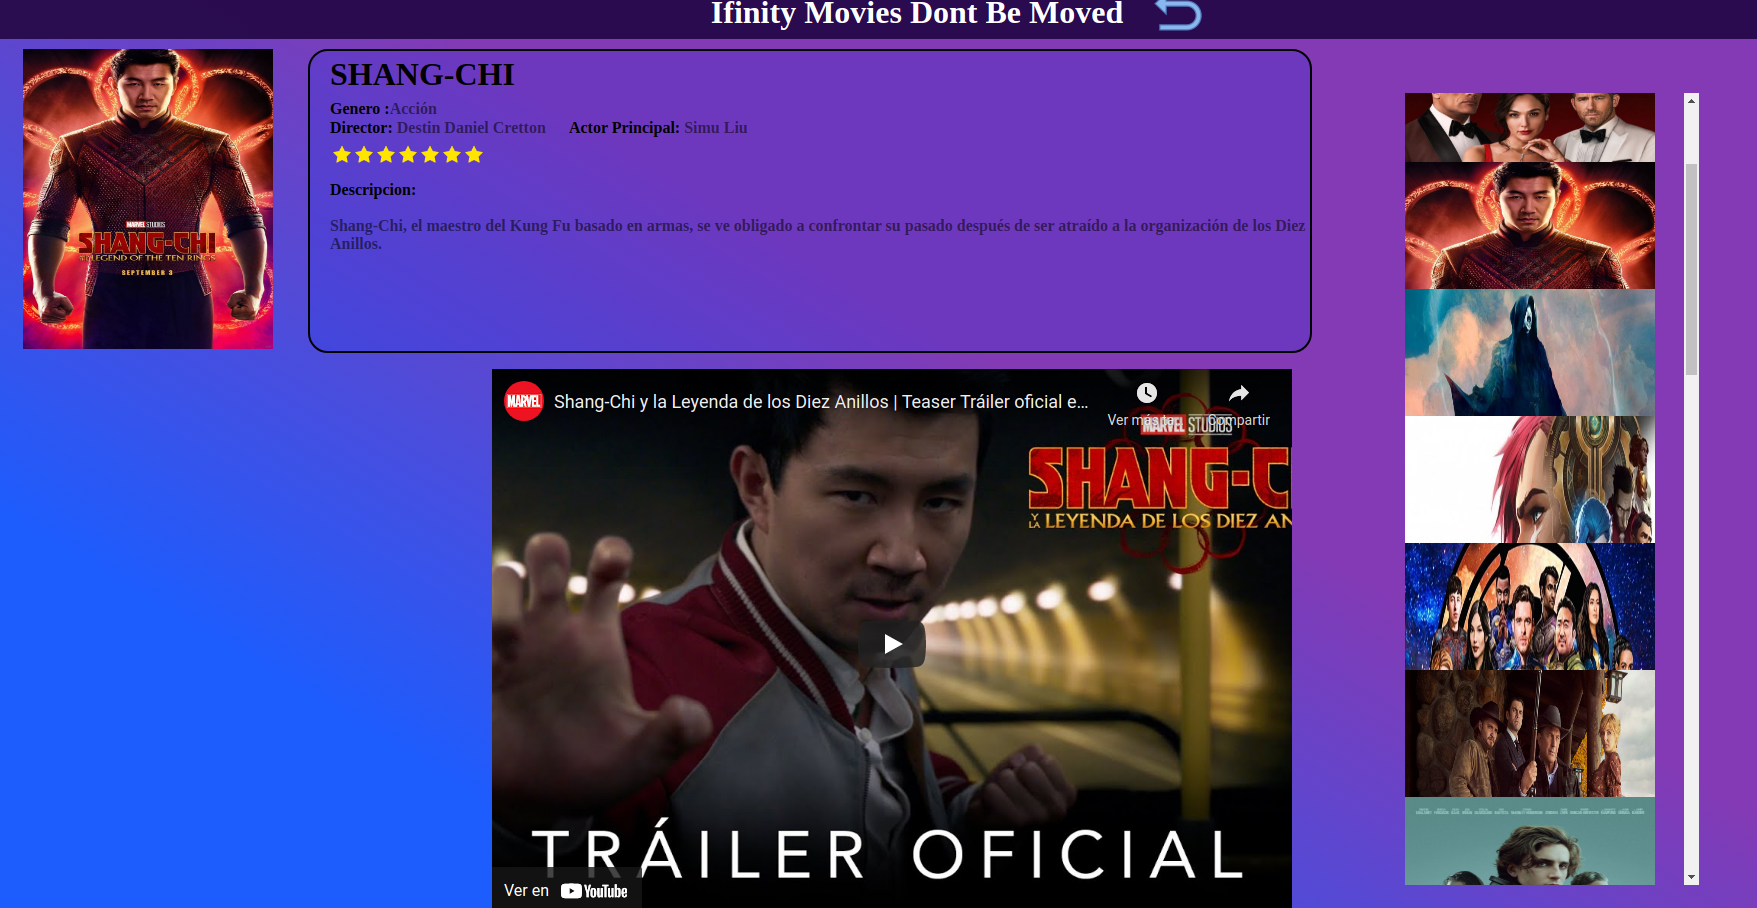 Ifinity Movies Dont Be Moved
MARVEL STUDIOS
SHANG-CHI
LEGEND OF THE TEN RINGS
SEPTEMBER 3
SHANG-CHI
Genero :Acción
Director: Destin Daniel Cretton Actor Principal: Simu Liu
Descripcion:
Shang-Chi, el maestro del Kung Fu basado en armas, se ve obligado a confrontar su pasado después de ser atraído a la organización de los Diez
Anillos.
MARVEL
Shang-Chi y la Leyenda de los Diez Anillos | Teaser Tráiler oficial e...
Ver más
Compartir
MARVEL STUDIOS
SHANG-C
Y LA LEYENDA DE LOS DIEZ AN
TRÁILER OFICIAL
Ver en YouTube